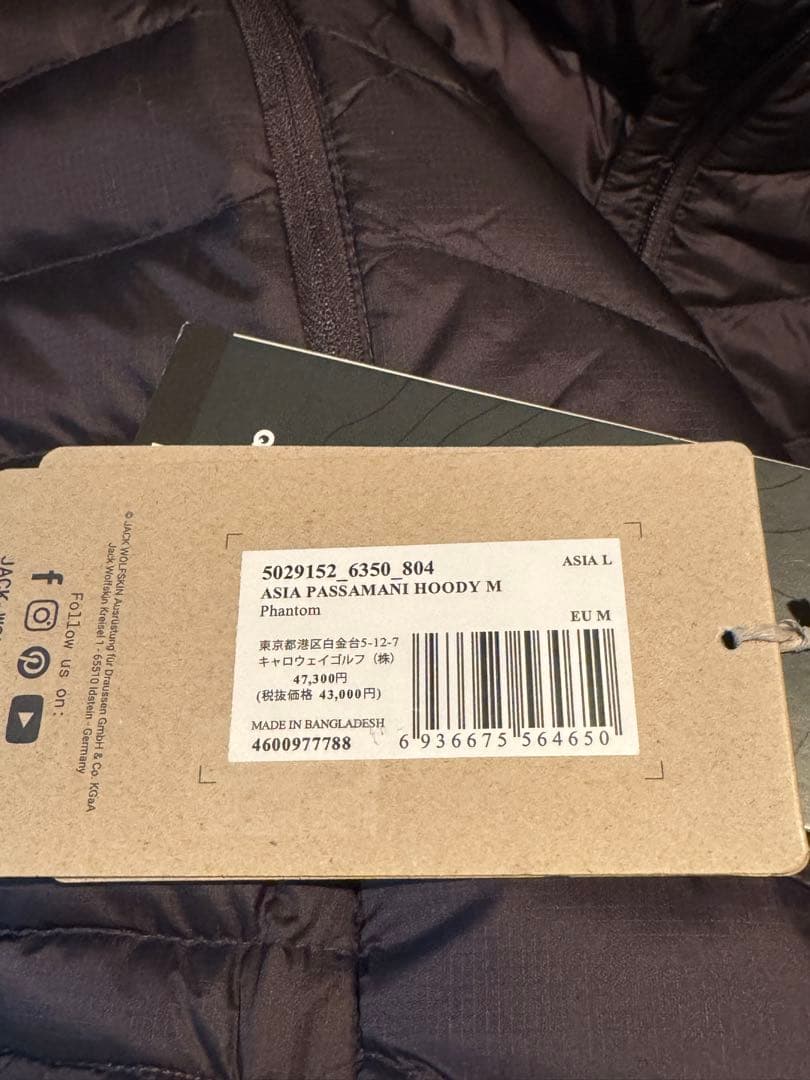 5029152_6350_804
ASIA L
ASIA PASSAMANI HOODY M
Phantom
EU M
東京都港区白金台5-12-7
キャロウェイゴルフ（株）
47,300円
(税抜価格 43,000円)
MADE IN BANGLADESH
4600977788
6 936675 564650
© JACK WOLFSKIN Ausrüstung für Draussen GmbH & Co. KGaA
Jack Wolfskin Kreisel 1 · 65510 Idstein · Germany
Follow us on:
JACK